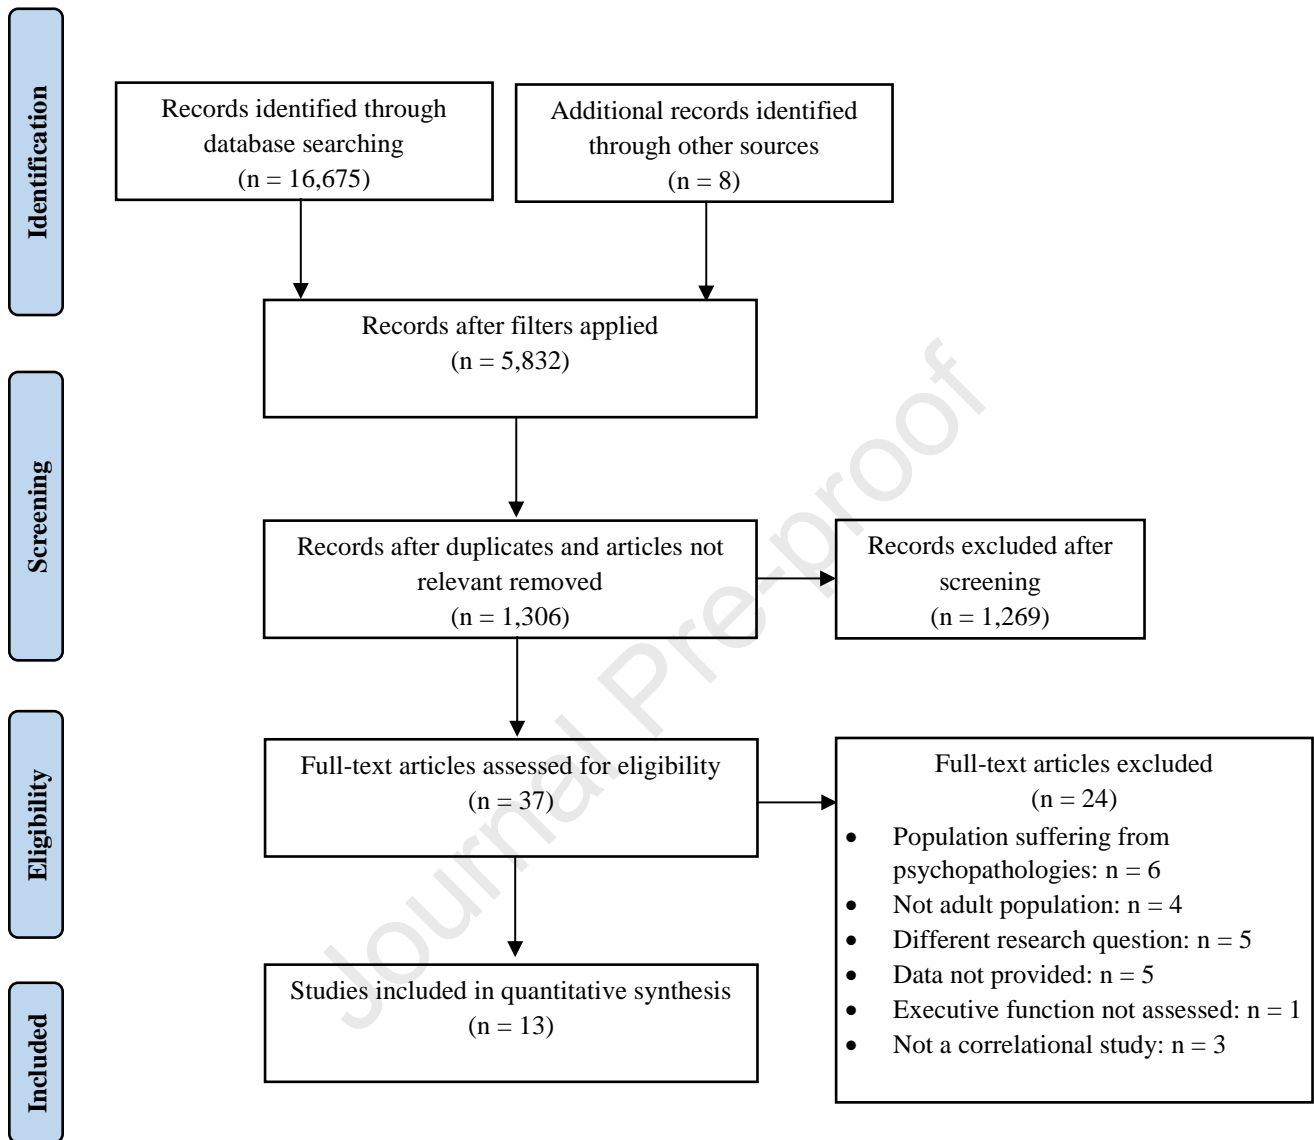 Identification
Records identified through
database searching
(n = 16,675)
Additional records identified
through other sources
(n = 8)
Records after filters applied
(n = 5,832)
Screening
Records after duplicates and articles not
relevant removed
(n = 1,306)
Records excluded after
screening
(n = 1,269)
Eligibility
Full-text articles assessed for eligibility
(n = 37)
Full-text articles excluded
(n = 24)
• Population suffering from
psychopathologies: n = 6
• Not adult population: n = 4
• Different research question: n = 5
• Data not provided: n = 5
• Executive function not assessed: n = 1
• Not a correlational study: n = 3
Included
Studies included in quantitative synthesis
(n = 13)
Journal Pre-proof